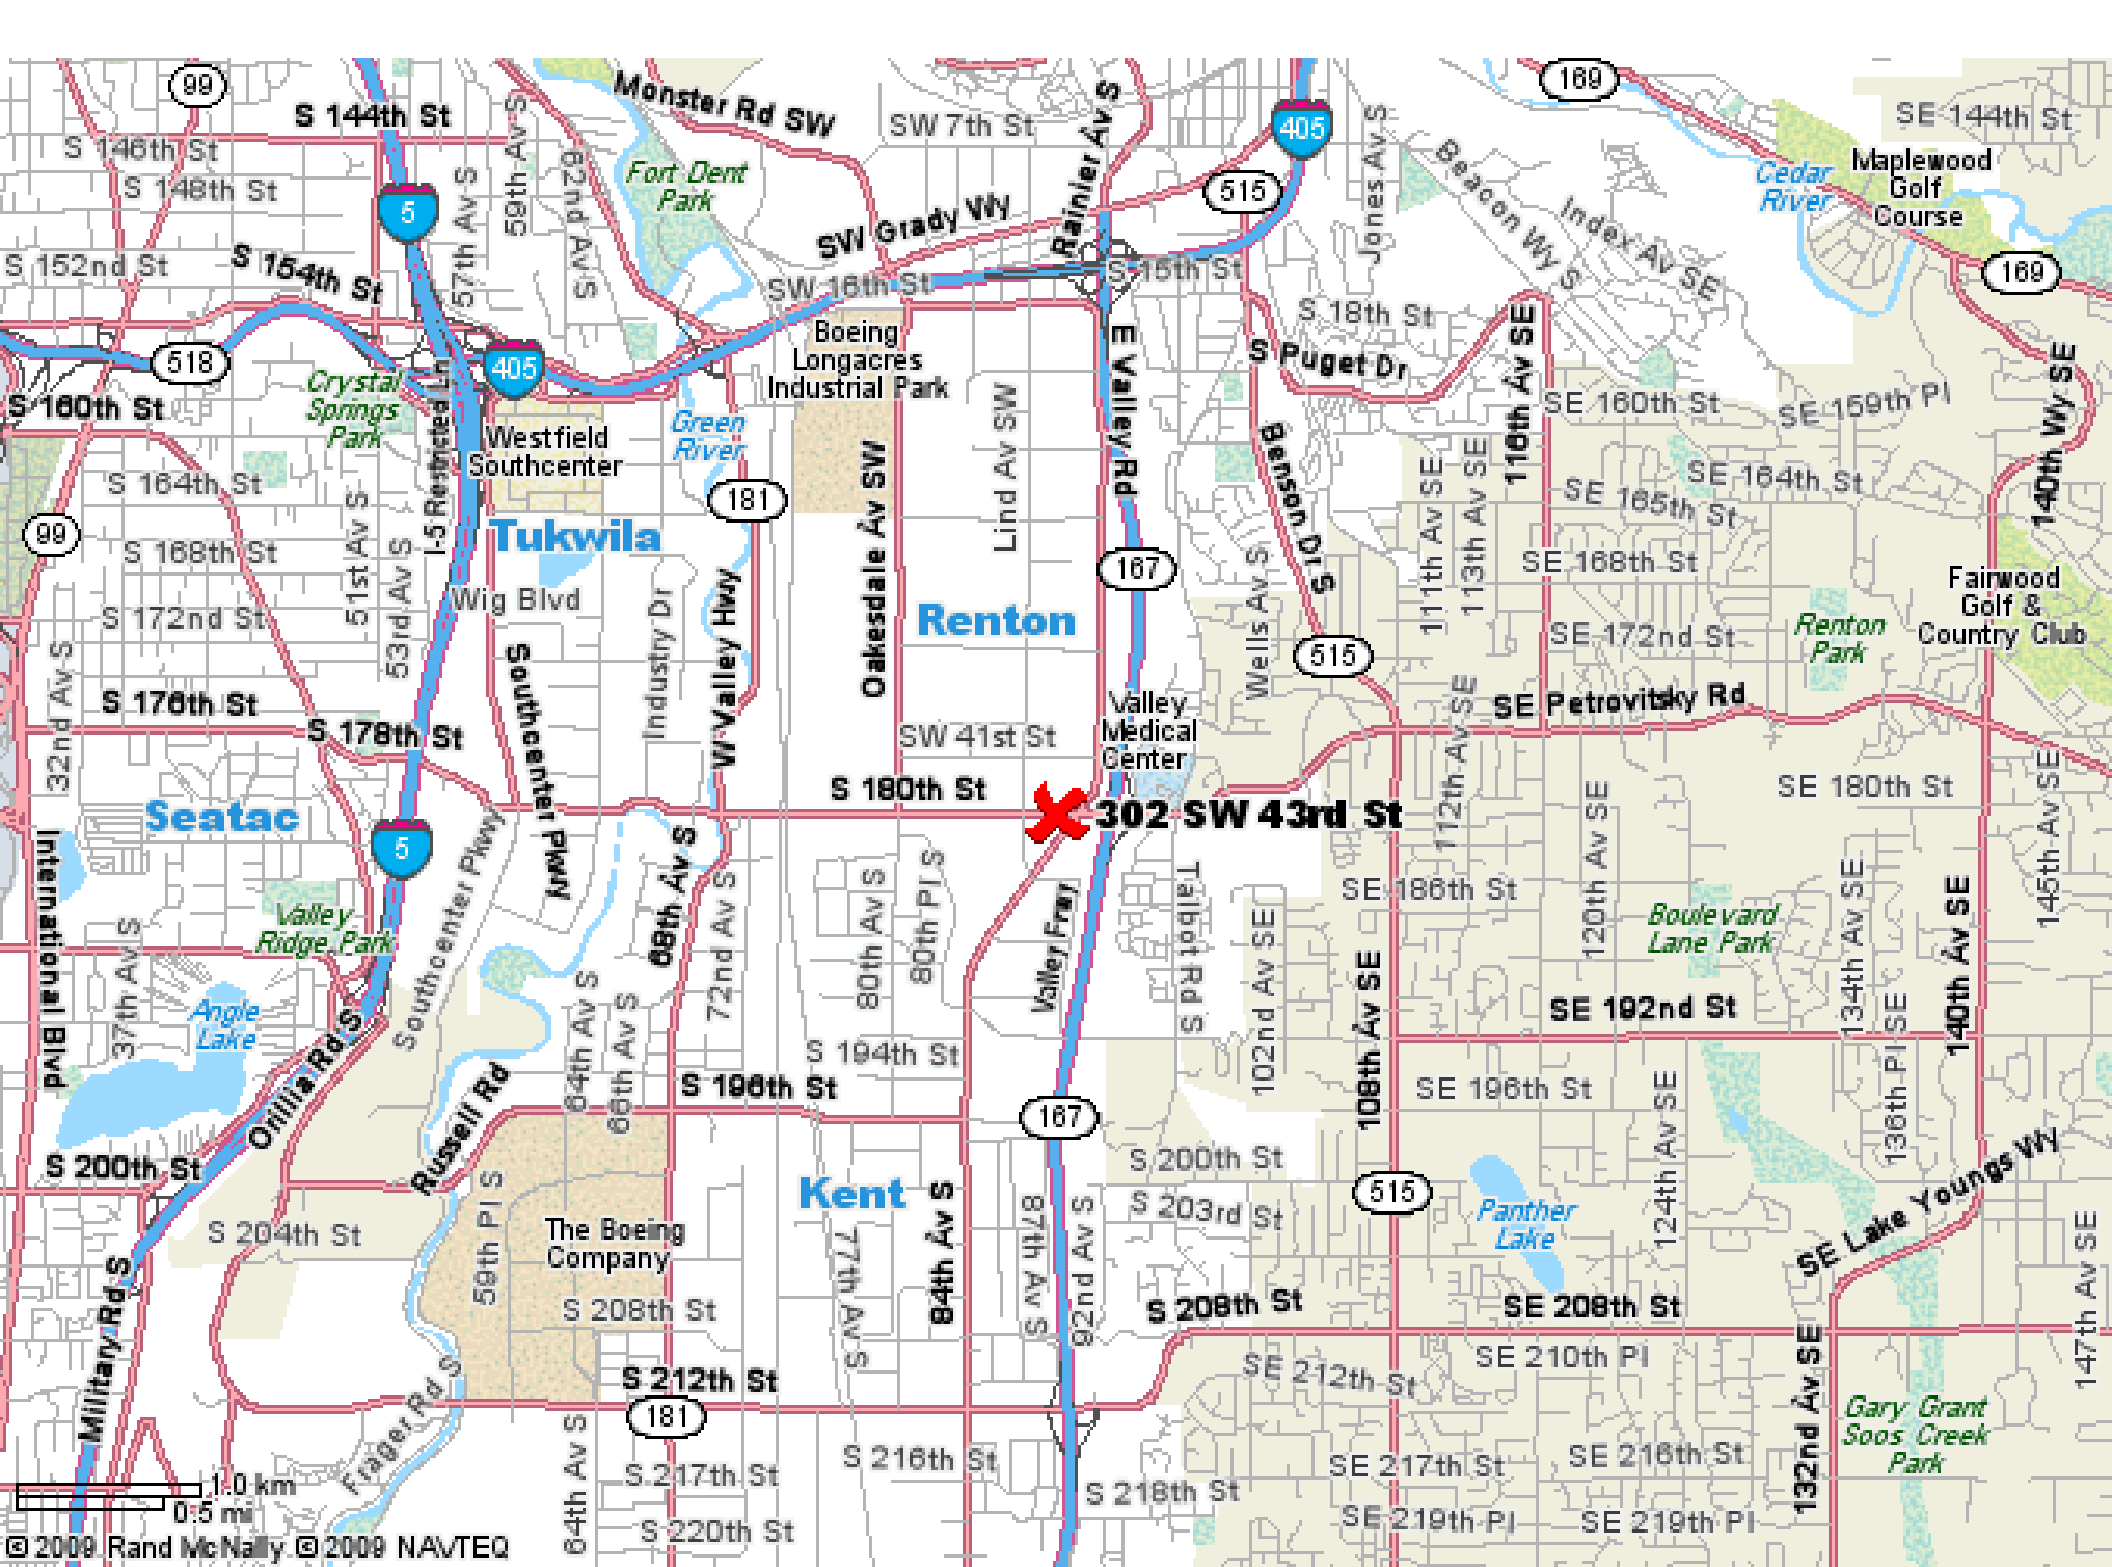 99
S 144th St
S 146th St
S 148th St
59th Av S
62nd Av S
57th Av S
Monster Rd SW
SW 7th St
Rainier Av S
405
Jones Av S
169
SE 144th St
Cedar
River
Maplewood
Golf
Course
Beacon Wy S
Index Av SE
Fort Dent
Park
515
5
SW Grady Wy
S 152nd St
S 154th St
SW 16th St
S 15th St
169
S 18th St
518
405
Crystal
Springs
Park
I-5 Restricted Ln
Boeing
Longacres
Industrial Park
E Valley Rd
S Puget Dr
116th Av SE
SE 160th St
SE 159th Pl
140th Wy SE
S 160th St
Westfield
Southcenter
Green
River
Lind Av SW
Benson Dr S
S 164th St
181
SE 164th St
SE 165th St
111th Av SE
113th Av SE
99
Tukwila
Oakesdale Av SW
S 168th St
51st Av S
53rd Av S
167
SE 168th St
Wells Av S
Fairwood
Golf &
Country Club
Wig Blvd
Industry Dr
W Valley Hwy
Renton
S 172nd St
SE 172nd St
Renton
Park
515
32nd Av S
Southcenter Pkwy
S 176th St
S 178th St
SW 41st St
Valley
Medical
Center
SE Petrovitsky Rd
112th Av SE
S 180th St
SE 180th St
Seatac
302 SW 43rd St
5
International Blvd
Southcenter Pkwy
68th Av S
72nd Av S
80th Av S
80th Pl S
Valley Frwy
Talbot Rd S
102nd Av SE
SE 186th St
120th Av SE
145th Av SE
Valley
Ridge Park
37th Av S
Boulevard
Lane Park
134th Av SE
140th Av SE
108th Av SE
SE 192nd St
136th Pl SE
Angle
Lake
Orillia Rd S
64th Av S
66th Av S
S 194th St
S 196th St
SE 196th St
Russell Rd
167
124th Av SE
S 200th St
S 200th St
59th Pl S
Kent
84th Av S
77th Av S
87th Av S
92nd Av S
S 203rd St
515
Panther
Lake
SE Lake Youngs Wy
S 204th St
The Boeing
Company
147th Av SE
Military Rd S
S 208th St
S 208th St
SE 208th St
132nd Av SE
SE 210th Pl
SE 212th St
S 212th St
181
Frager Rd S
64th Av S
Gary Grant
Soos Creek
Park
S 216th St
SE 216th St
S 217th St
SE 217th St
S 218th St
S 220th St
SE 219th Pl
SE 219th Pl
1.0 km
0.5 mi
© 2009 Rand McNally © 2009 NAVTEQ